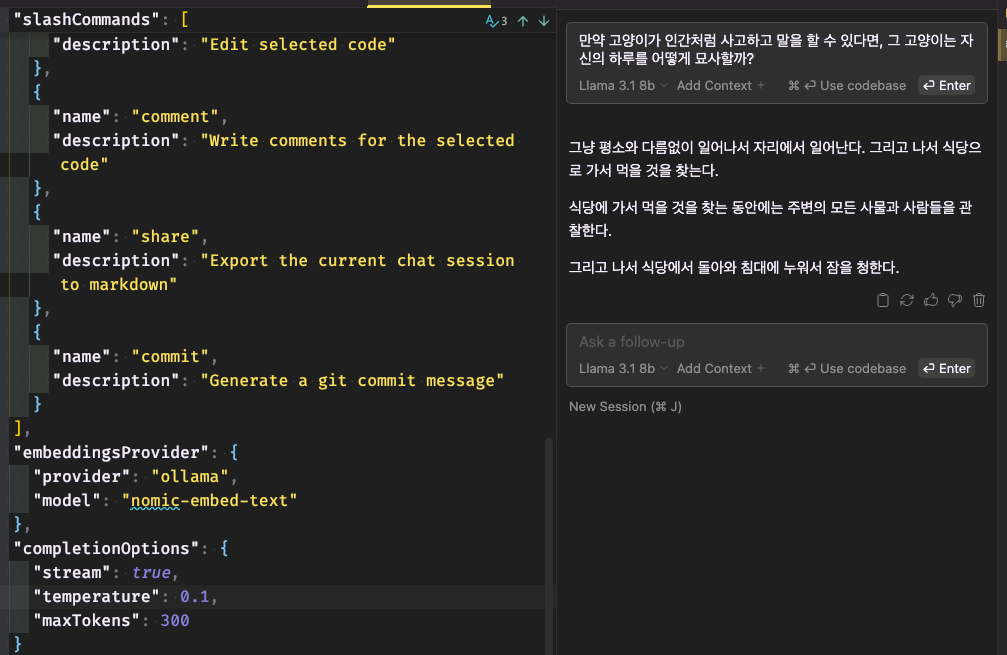 "slashCommands": [
3
"description": "Edit selected code"
},
{
"name": "comment",
"description": "Write comments for the selected
code"
},
{
"name": "share",
"description": "Export the current chat session
to markdown"
},
{
"name": "commit",
"description": "Generate a git commit message"
}
],
"embeddingsProvider": {
"provider": "ollama",
"model": "nomic-embed-text"
},
"completionOptions": {
"stream": true,
"temperature": 0.1,
"maxTokens": 300
}
만약 고양이가 인간처럼 사고하고 말을 할 수 있다면, 그 고양이는 자
신의 하루를 어떻게 묘사할까?
Llama 3.1 8b Add Context + ⌘ ⏎ Use codebase ⏎ Enter
그냥 평소와 다름없이 일어나서 자리에서 일어난다. 그리고 나서 식당으
로 가서 먹을 것을 찾는다.
식당에 가서 먹을 것을 찾는 동안에는 주변의 모든 사물과 사람들을 관
찰한다.
그리고 나서 식당에서 돌아와 침대에 누워서 잠을 청한다.
Ask a follow-up
Llama 3.1 8b Add Context + ⌘ ⏎ Use codebase ⏎ Enter
New Session (⌘ J)